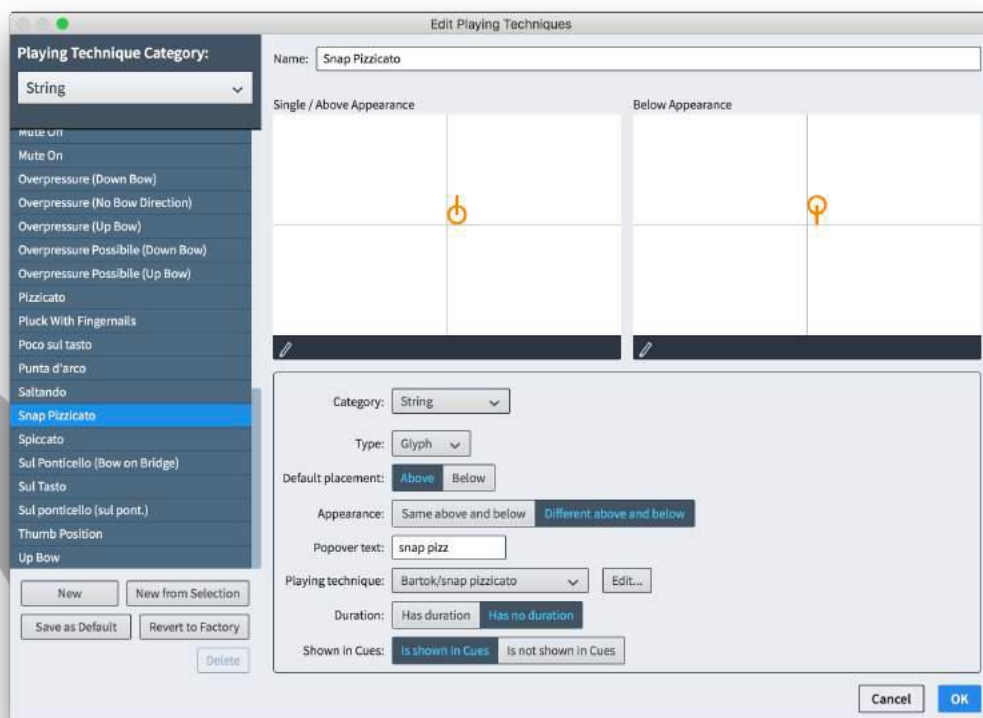 Edit Playing Techniques
Playing Technique Category:
String
Mute Off
Mute On
Overpressure (Down Bow)
Overpressure (No Bow Direction)
Overpressure (Up Bow)
Overpressure Possibile (Down Bow)
Overpressure Possibile (Up Bow)
Pizzicato
Pluck With Fingernails
Poco sul tasto
Punta d'arco
Saltando
Snap Pizzicato
Spiccato
Sul Ponticello (Bow on Bridge)
Sul Tasto
Sul ponticello (sul pont.)
Thumb Position
Up Bow
New New from Selection
Save as Default Revert to Factory
Delete
Name: Snap Pizzicato
Single / Above Appearance Below Appearance
Category: String
Type: Glyph
Default placement: Above Below
Appearance: Same above and below Different above and below
Popover text: snap pizz
Playing technique: Bartok/snap pizzicato Edit...
Duration: Has duration Has no duration
Shown in Cues: Is shown in Cues Is not shown in Cues
Cancel OK